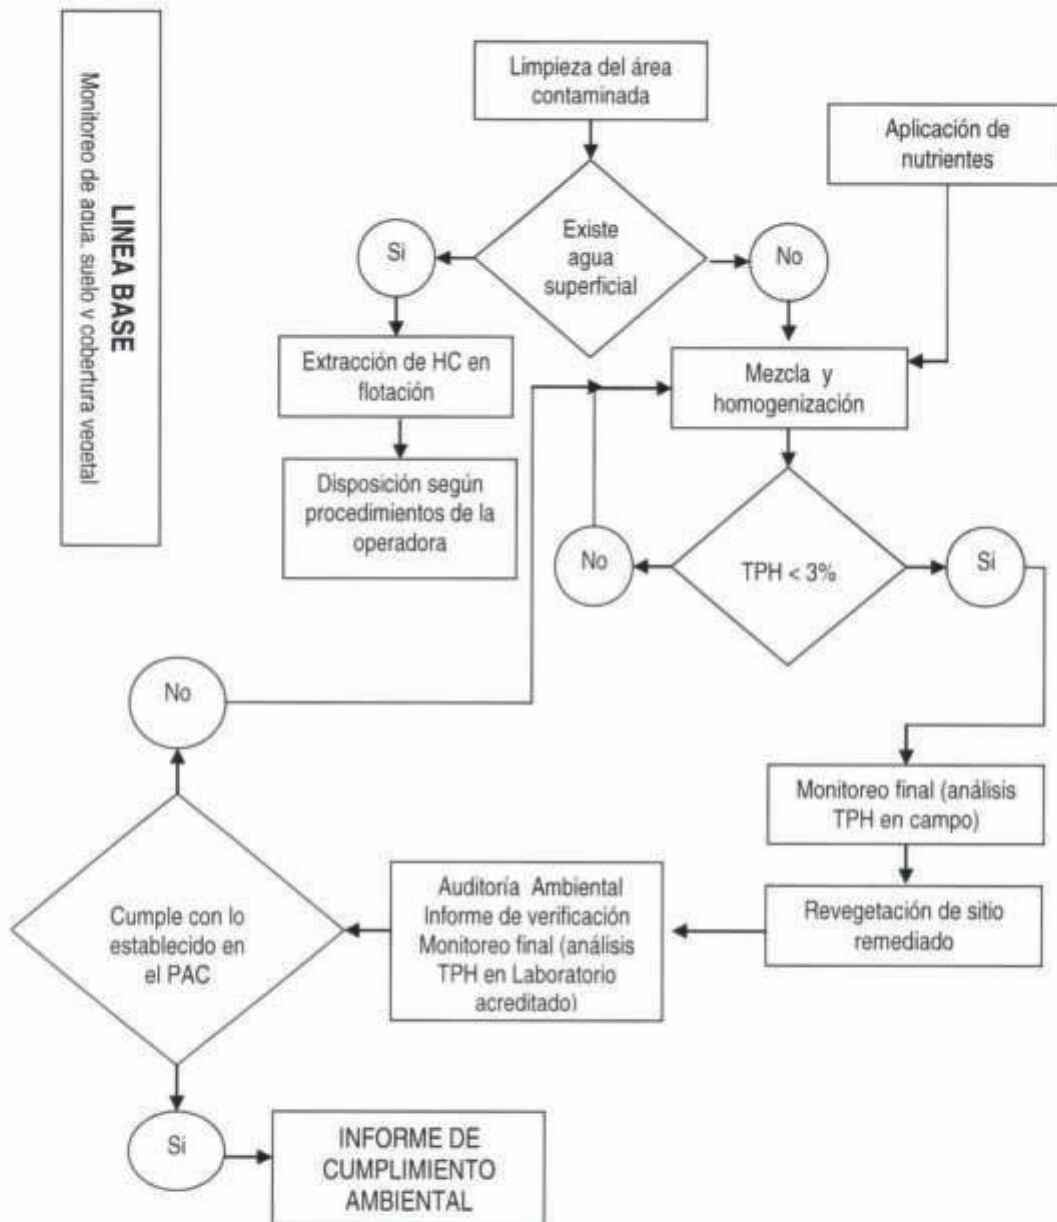 LINEA BASE
Monitoreo de agua, suelo y cobertura vegetal
Limpieza del área
contaminada
Aplicación de
nutrientes
Existe
agua
superficial
Si
No
Extracción de HC en
flotación
Mezcla y
homogenización
Disposición según
procedimientos de la
operadora
No
TPH < 3%
Sí
No
Monitoreo final (análisis
TPH en campo)
Cumple con lo
establecido en
el PAC
Auditoría Ambiental
Informe de verificación
Monitoreo final (análisis
TPH en Laboratorio
acreditado)
Revegetación de sitio
remediado
Si
INFORME DE
CUMPLIMIENTO
AMBIENTAL